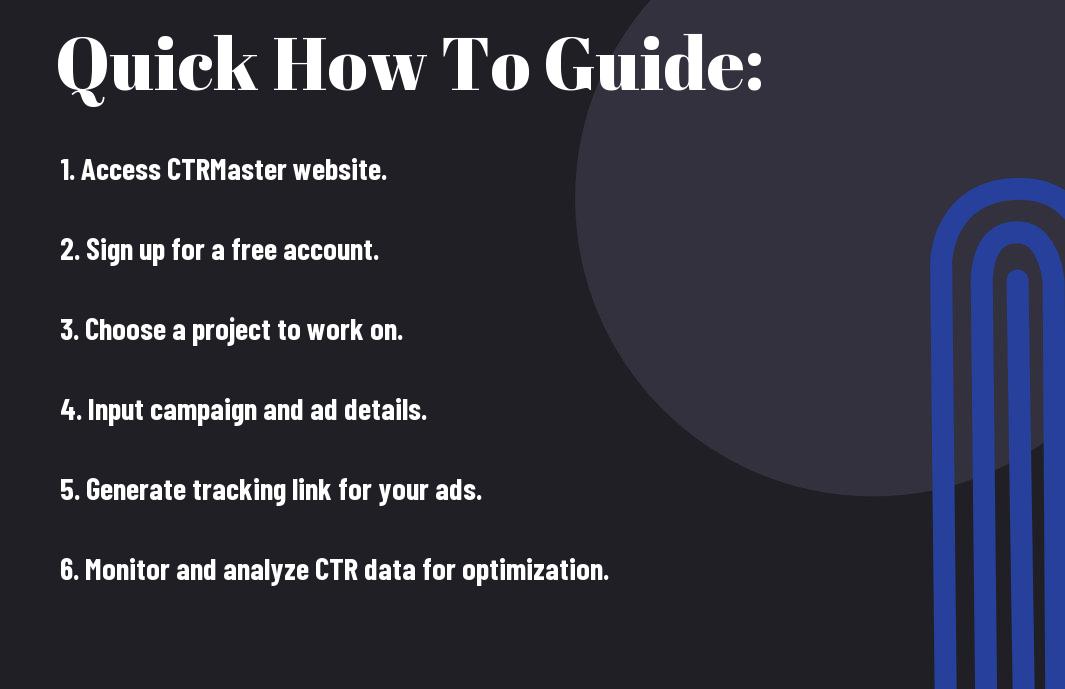 Quick How To Guide:
1. Access CTRMaster website.
2. Sign up for a free account.
3. Choose a project to work on.
4. Input campaign and ad details.
5. Generate tracking link for your ads.
6. Monitor and analyze CTR data for optimization.